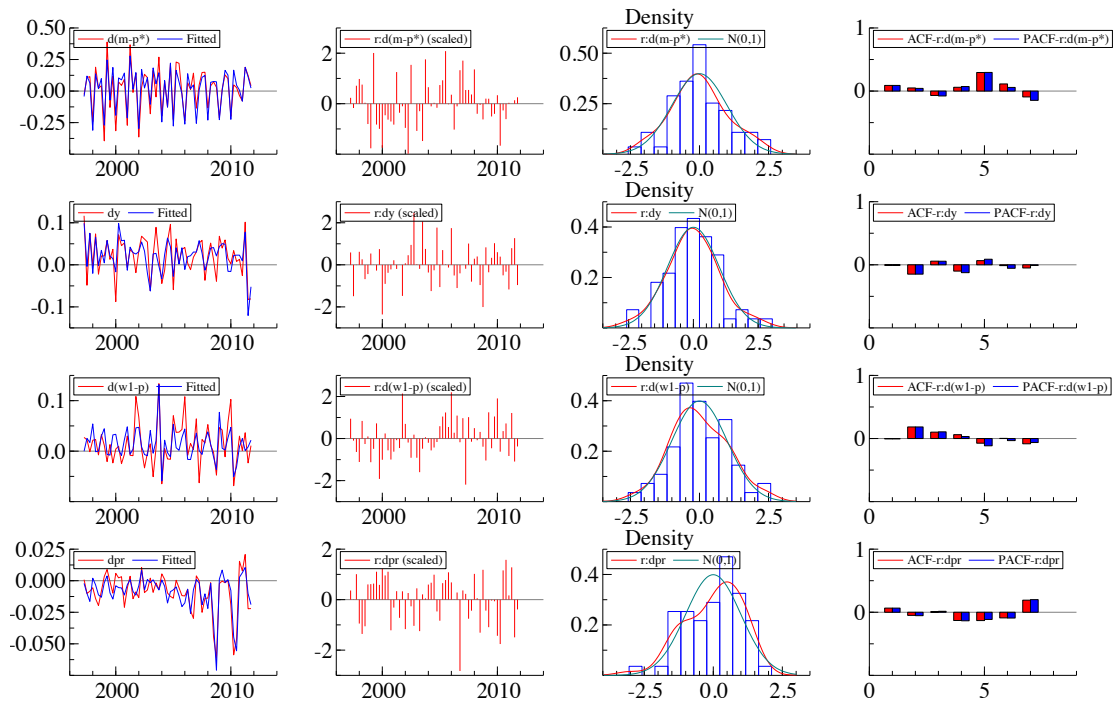 Density
0.50
d(m-p*) Fitted
r:d(m-p*) (scaled)
r:d(m-p*) N(0,1)
ACF-r:d(m-p*) PACF-r:d(m-p*)
0.25
0.00
-0.25
2000 2010
2
0
2000 2010
0.50
0.25
-2.5 0.0 2.5
1
0
0 5
Density
0.1
dy Fitted
r:dy (scaled)
r:dy N(0,1)
ACF-r:dy PACF-r:dy
0.0
-0.1
2000 2010
2
0
-2
2000 2010
0.4
0.2
-2.5 0.0 2.5
1
0
-1
0 5
Density
d(w1-p) Fitted
r:d(w1-p) (scaled)
r:d(w1-p) N(0,1)
ACF-r:d(w1-p) PACF-r:d(w1-p)
0.1
0.0
2000 2010
2
0
-2
2000 2010
0.4
0.2
-2.5 0.0 2.5
1
0
-1
0 5
Density
0.025
dpr Fitted
r:dpr (scaled)
r:dpr N(0,1)
ACF-r:dpr PACF-r:dpr
0.000
-0.025
-0.050
2000 2010
2
0
-2
2000 2010
0.4
0.2
-2.5 0.0 2.5
1
0
-1
0 5